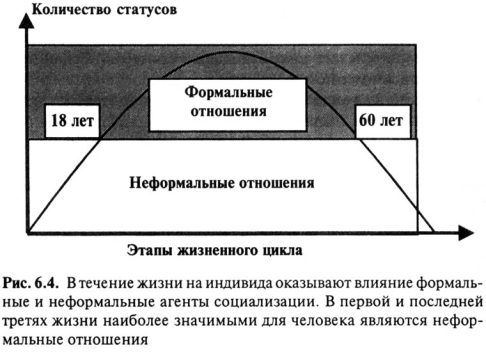 Количество статусов
Формальные
отношения
18 лет
60 лет
Неформальные отношения
Этапы жизненного цикла
Рис. 6.4. В течение жизни на индивида оказывают влияние формаль-
ные и неформальные агенты социализации. В первой и последней
третях жизни наиболее значимыми для человека являются нефор-
мальные отношения